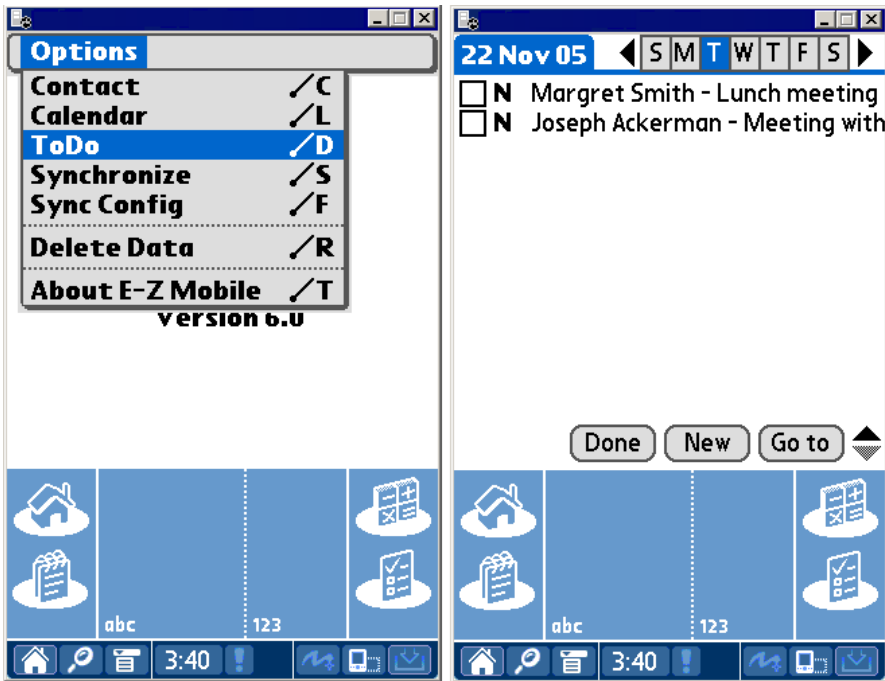 Options
Contact /C
Calendar /L
ToDo /D
Synchronize /S
Sync Config /F
Delete Data /R
About E-Z Mobile /T
Version 6.0
abc 123
3:40
22 Nov 05 S M T W T F S
N Margret Smith - Lunch meeting
N Joseph Ackerman - Meeting with
Done New Go to
abc 123
3:40